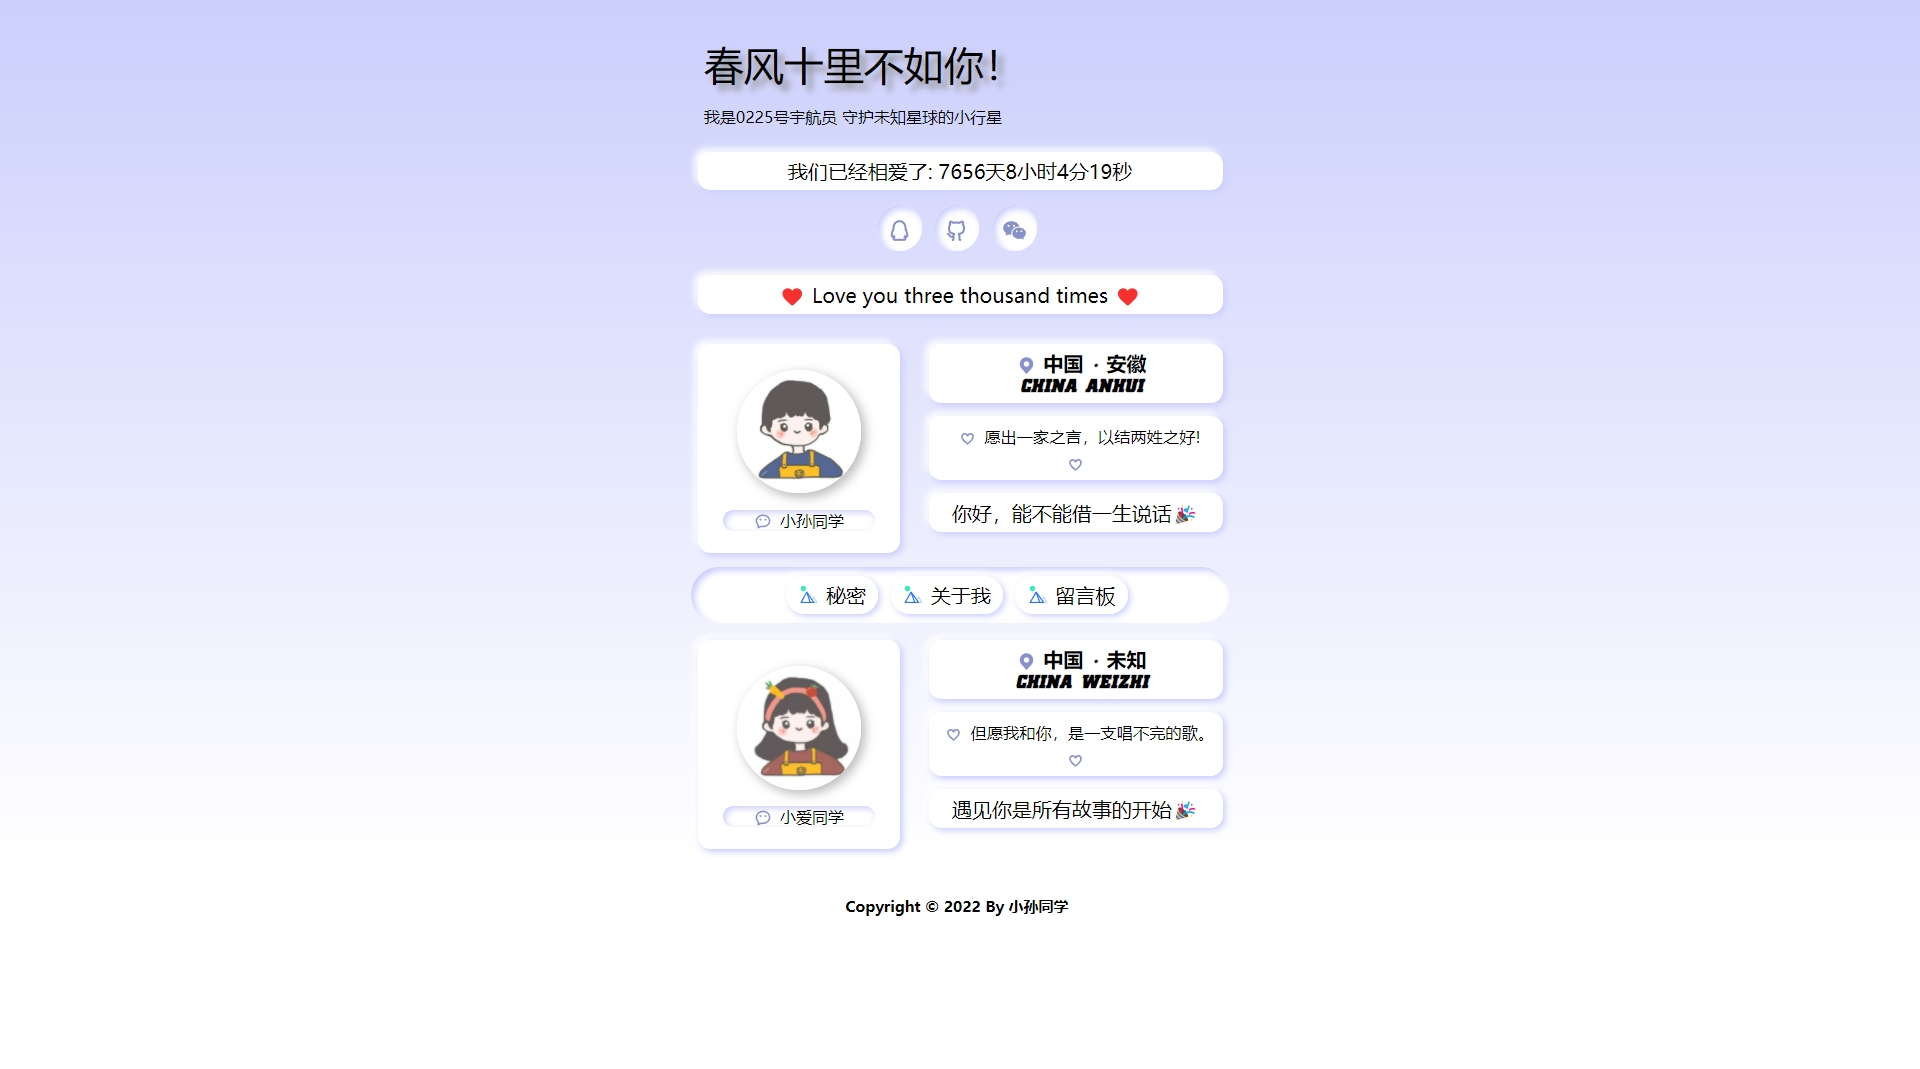 春风十里不如你！
我是0225号宇航员 守护未知星球的小行星
我们已经相爱了: 7656天8小时4分19秒
Love you three thousand times
中国 · 安徽
CHINA ANHUI
愿出一家之言，以结两姓之好!
你好，能不能借一生说话
小孙同学
秘密
关于我
留言板
中国 · 未知
CHINA WEIZHI
但愿我和你，是一支唱不完的歌。
遇见你是所有故事的开始
小爱同学
Copyright © 2022 By 小孙同学